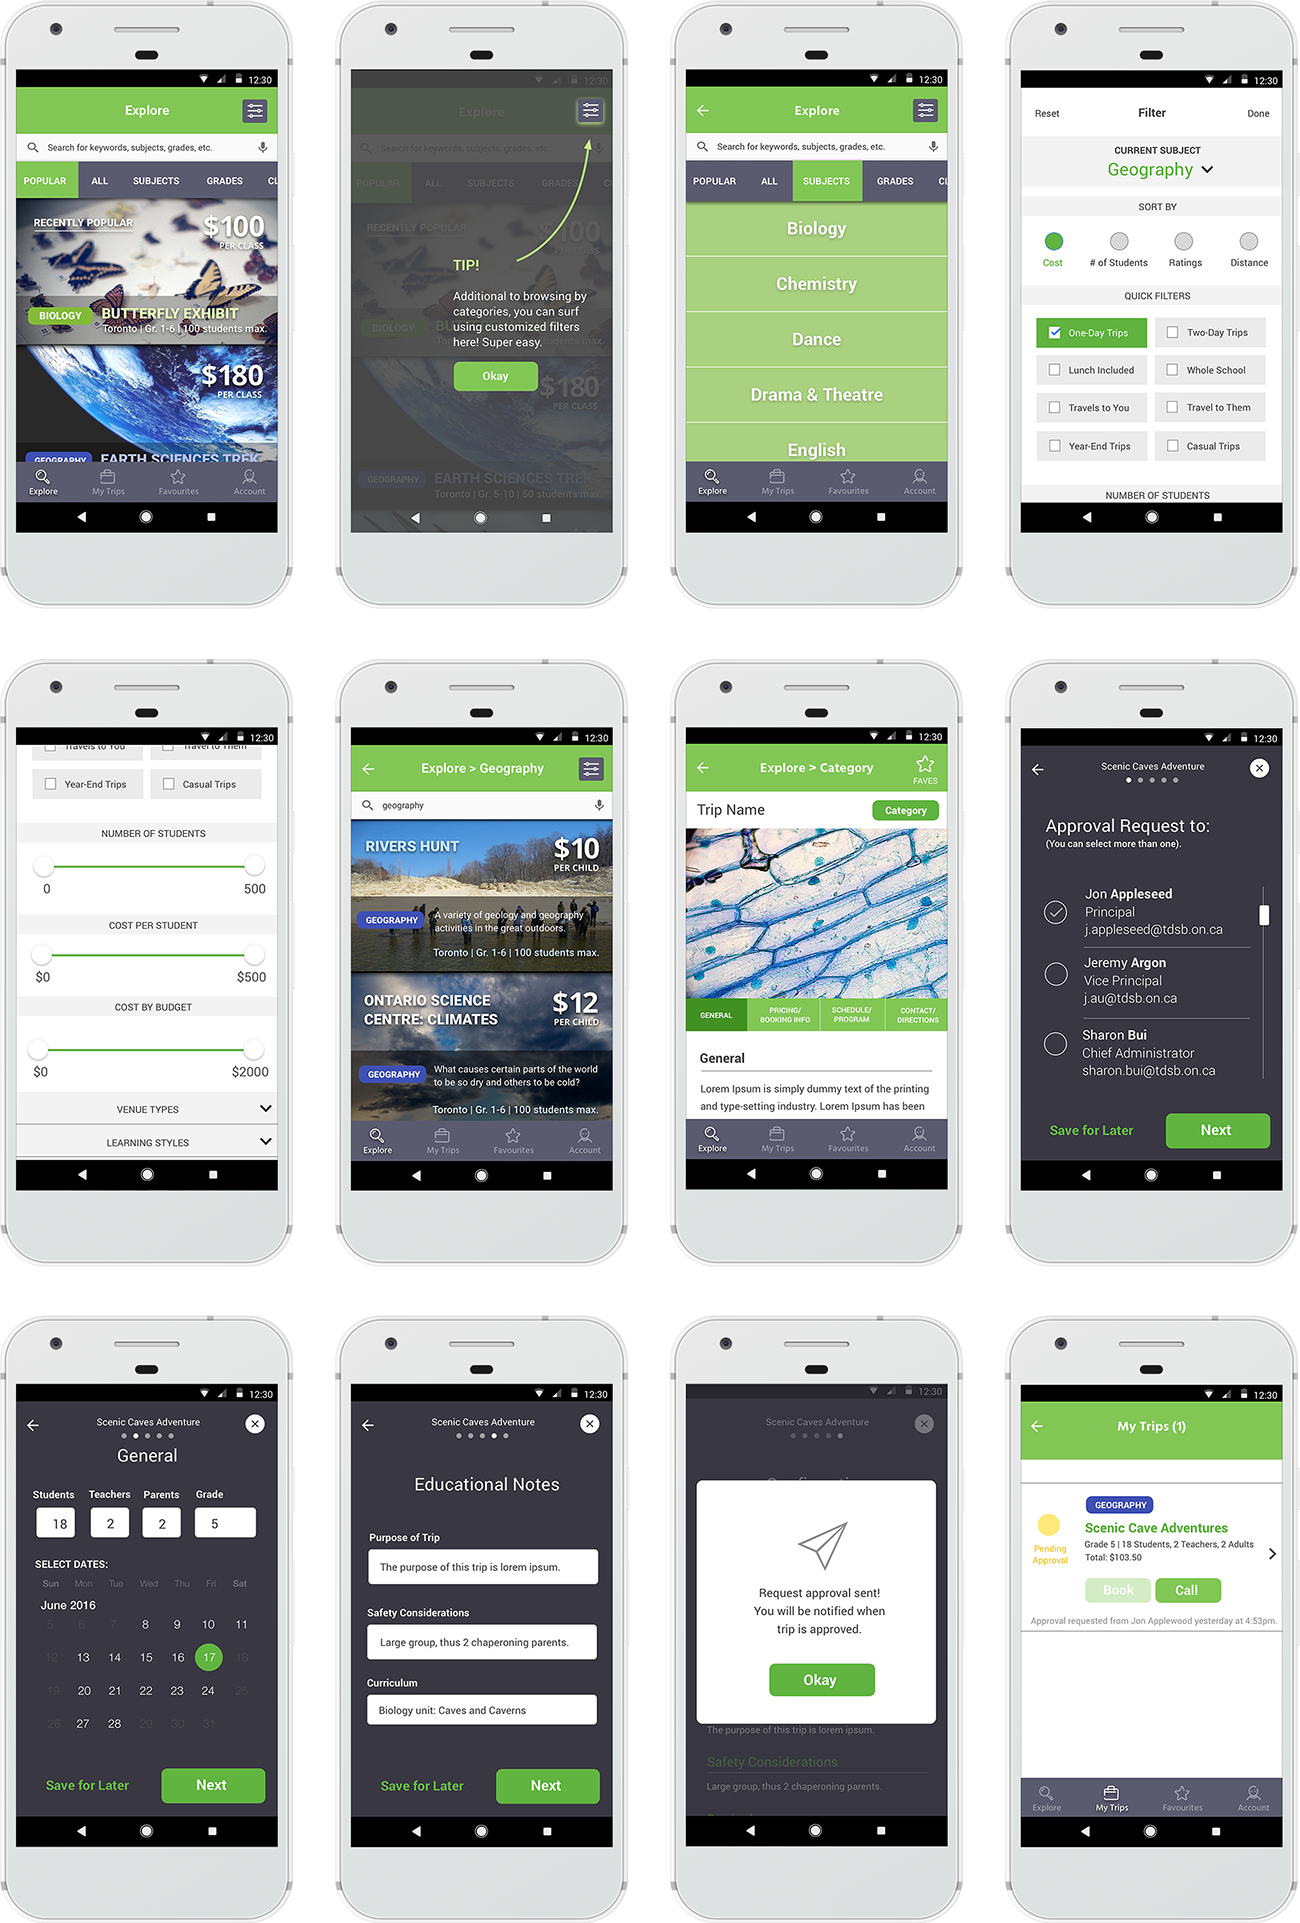 12:30
Explore
Search for keywords, subjects, grades, etc.
POPULAR ALL SUBJECTS GRADES CL
RECENTLY POPULAR
$100
PER CLASS
BIOLOGY
BUTTERFLY EXHIBIT
Toronto | Gr. 1-6 | 100 students max.
$180
PER CLASS
GEOGRAPHY
EARTH SCIENCES TREK
Explore My Trips Favourites Account
12:30
Explore
Search for keywords, subjects, grades, etc.
POPULAR ALL SUBJECTS GRADES CL
RECENTLY POPULAR
$100
PER CLASS
TIP!
Additional to browsing by
categories, you can surf
using customized filters
here! Super easy.
BIOLOGY
Okay
$180
PER CLASS
GEOGRAPHY
EARTH SCIENCES TREK
Toronto | Gr. 5-10 | 50 students max.
12:30
Explore
Search for keywords, subjects, grades, etc.
POPULAR ALL SUBJECTS GRADES CL
Biology
Chemistry
Dance
Drama & Theatre
English
Explore My Trips Favourites Account
12:30
Reset Filter Done
CURRENT SUBJECT
Geography
SORT BY
Cost # of Students Ratings Distance
QUICK FILTERS
One-Day Trips Two-Day Trips
Lunch Included Whole School
Travels to You Travel to Them
Year-End Trips Casual Trips
NUMBER OF STUDENTS
12:30
Travels to You Travel to Them
Year-End Trips Casual Trips
NUMBER OF STUDENTS
0 500
COST PER STUDENT
$0 $500
COST BY BUDGET
$0 $2000
VENUE TYPES
LEARNING STYLES
12:30
Explore > Geography
geography
RIVERS HUNT
$10
PER CHILD
GEOGRAPHY
A variety of geology and geography
activities in the great outdoors.
Toronto | Gr. 1-6 | 100 students max.
ONTARIO SCIENCE
CENTRE: CLIMATES
$12
PER CHILD
GEOGRAPHY
What causes certain parts of the world
to be so dry and others to be cold?
Toronto | Gr. 1-6 | 100 students max.
Explore My Trips Favourites Account
12:30
Explore > Category
FAVES
Trip Name
Category
GENERAL
PRICING/
BOOKING INFO
SCHEDULE/
PROGRAM
CONTACT/
DIRECTIONS
General
Lorem Ipsum is simply dummy text of the printing
and type-setting industry. Lorem Ipsum has been
Explore My Trips Favourites Account
12:30
Scenic Caves Adventure
Approval Request to:
(You can select more than one).
Jon Appleseed
Principal
j.appleseed@tdsb.on.ca
Jeremy Argon
Vice Principal
j.au@tdsb.on.ca
Sharon Bui
Chief Administrator
sharon.bui@tdsb.on.ca
Save for Later Next
12:30
Scenic Caves Adventure
General
Students Teachers Parents Grade
18 2 2 5
SELECT DATES:
Sun Mon Tue Wed Thu Fri Sat
June 2016
5 6 7 8 9 10 11
12 13 14 15 16 17 18
19 20 21 22 23 24 25
26 27 28 29 30 31
Save for Later Next
12:30
Scenic Caves Adventure
Educational Notes
Purpose of Trip
The purpose of this trip is lorem ipsum.
Safety Considerations
Large group, thus 2 chaperoning parents.
Curriculum
Biology unit: Caves and Caverns
Save for Later Next
12:30
Scenic Caves Adventure
Request approval sent!
You will be notified when
trip is approved.
Okay
The purpose of this trip is lorem ipsum.
Safety Considerations
Large group, thus 2 chaperoning parents.
12:30
My Trips (1)
GEOGRAPHY
Scenic Cave Adventures
Pending
Approval
Grade 5 | 18 Students, 2 Teachers, 2 Adults
Total: $103.50
Book Call
Approval requested from Jon Applewood yesterday at 4:53pm.
Explore My Trips Favourites Account